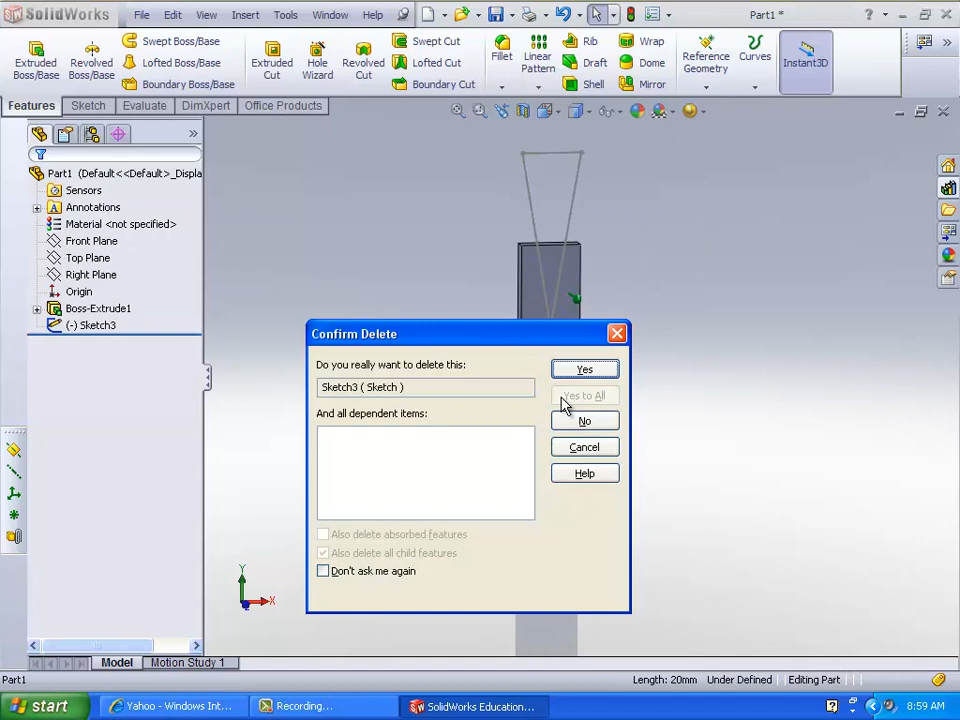 SolidWorks File Edit View Insert Tools Window Help Part1 *
Extruded Boss/Base
Revolved Boss/Base
Swept Boss/Base
Lofted Boss/Base
Boundary Boss/Base
Extruded Cut
Hole Wizard
Revolved Cut
Swept Cut
Lofted Cut
Boundary Cut
Fillet
Linear Pattern
Rib
Draft
Shell
Wrap
Dome
Mirror
Reference Geometry
Curves
Instant3D
Features Sketch Evaluate DimXpert Office Products
Part1 (Default<<Default>_Displa
Sensors
Annotations
Material <not specified>
Front Plane
Top Plane
Right Plane
Origin
Boss-Extrude1
(-) Sketch3
Confirm Delete
Do you really want to delete this:
Sketch3 ( Sketch )
And all dependent items:
Yes
Yes to All
No
Cancel
Help
Also delete absorbed features
Also delete all child features
Don't ask me again
Y
X
Model Motion Study 1
Part1 Length: 20mm Under Defined Editing Part
start Yahoo - Windows Int... Recording... SolidWorks Education... 8:59 AM